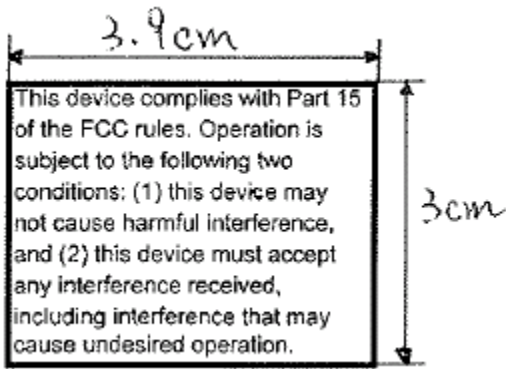 3.9cm
This device complies with Part 15
of the FCC rules. Operation is
subject to the following two
conditions: (1) this device may
not cause harmful interference,
and (2) this device must accept
any interference received,
including interference that may
cause undesired operation.
3cm